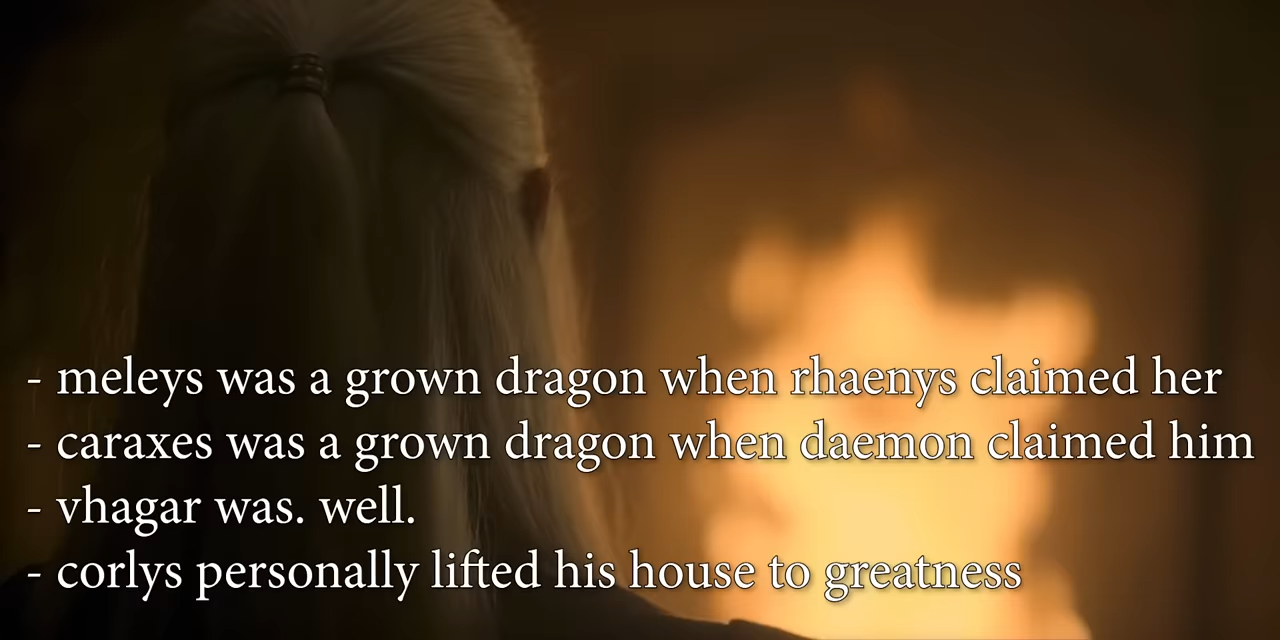 - meleys was a grown dragon when rhaenys claimed her
- caraxes was a grown dragon when daemon claimed him
- vhagar was. well.
- corlys personally lifted his house to greatness